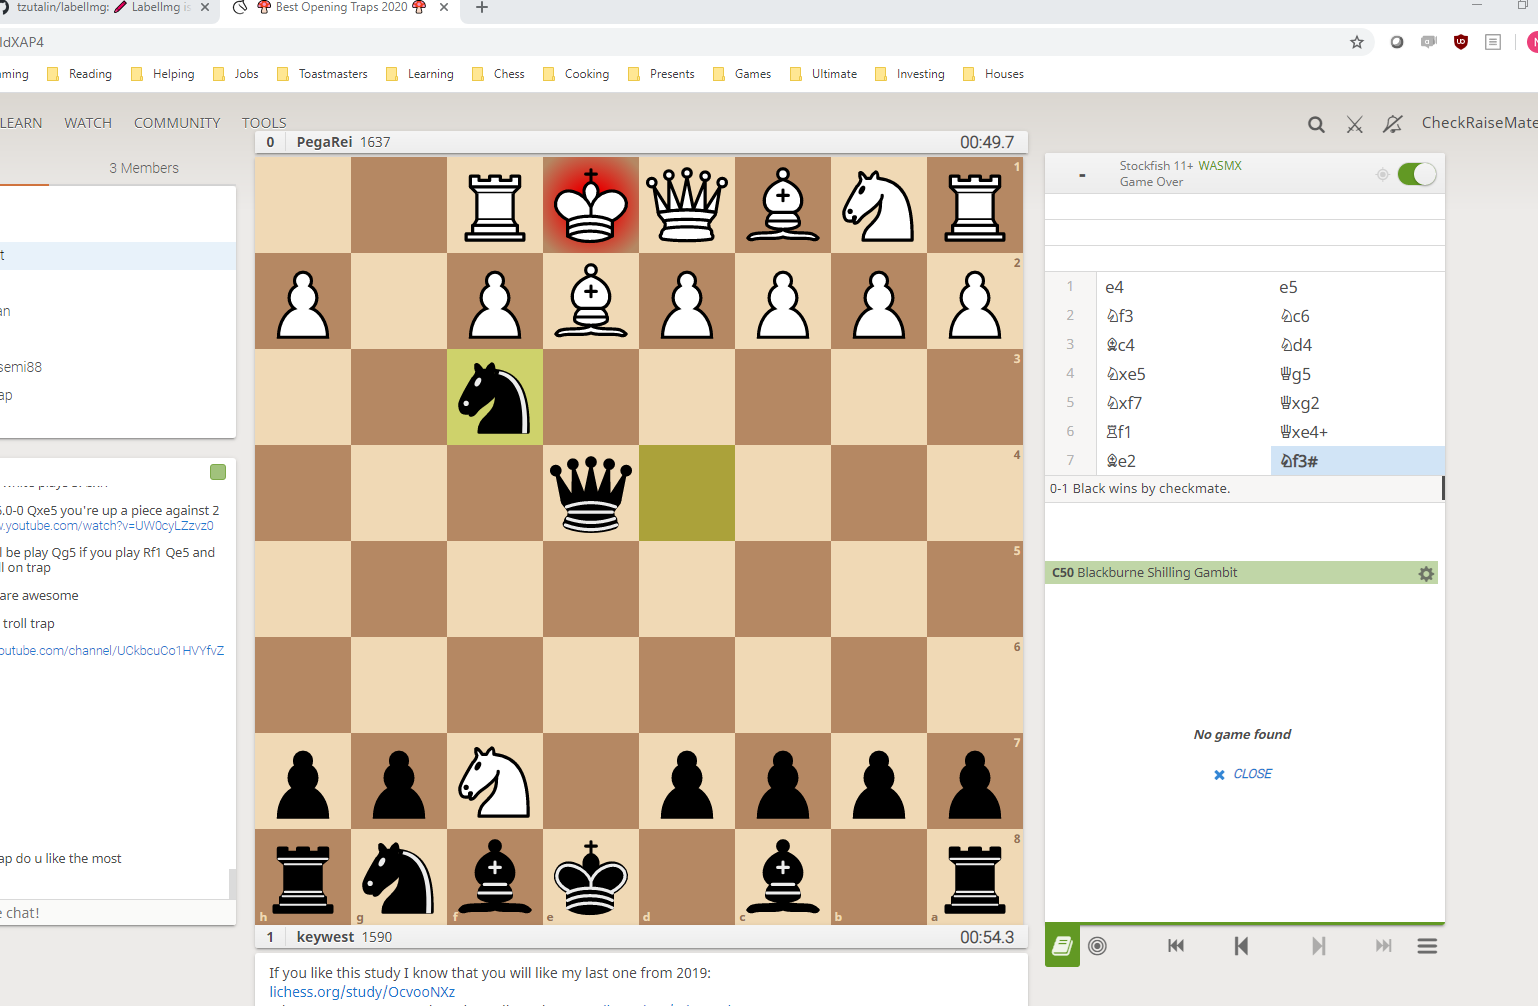 tzutalin/labelImg: 🖍 LabelImg is
🍄 Best Opening Traps 2020 🍄
IdXAP4
ming Reading Helping Jobs Toastmasters Learning Chess Cooking Presents Games Ultimate Investing Houses
LEARN WATCH COMMUNITY TOOLS
CheckRaiseMate
3 Members
t
an
semi88
ap
6.0-0 Qxe5 you're up a piece against 2
w.youtube.com/watch?v=UW0cyLZzvz0
l be play Qg5 if you play Rf1 Qe5 and
ll on trap
are awesome
troll trap
outube.com/channel/UCkbcuCo1HVYfvZ
ap do u like the most
e chat!
0 PegaRei 1637 00:49.7
1
2
3
4
5
6
7
8
h g f e d c b a
1 keywest 1590 00:54.3
If you like this study I know that you will like my last one from 2019:
lichess.org/study/OcvooNXz
- Stockfish 11+ WASMX
Game Over
1 e4 e5
2 ♘f3 ♘c6
3 ♗c4 ♘d4
4 ♘xe5 ♕g5
5 ♘xf7 ♕xg2
6 ♖f1 ♕xe4+
7 ♗e2 ♘f3#
0-1 Black wins by checkmate.
C50 Blackburne Shilling Gambit
No game found
CLOSE